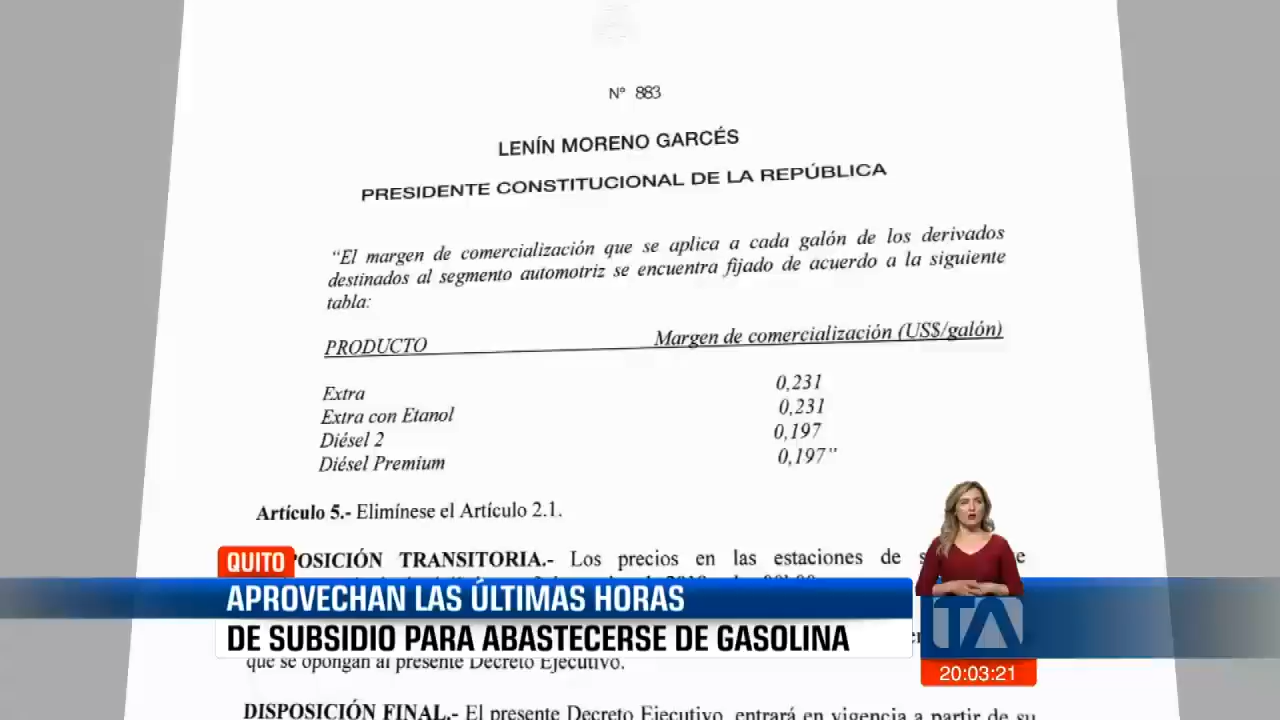 Nº 883
LENÍN MORENO GARCÉS
PRESIDENTE CONSTITUCIONAL DE LA REPÚBLICA
“El margen de comercialización que se aplica a cada galón de los derivados
destinados al segmento automotriz se encuentra fijado de acuerdo a la siguiente
tabla:
PRODUCTO Margen de comercialización (US$/galón)
Extra 0,231
Extra con Etanol 0,231
Diésel 2 0,197
Diésel Premium 0,197”
Artículo 5.- Elimínese el Artículo 2.1.
TRANSITORIA.- Los precios en las estaciones de
QUITO
APROVECHAN LAS ÚLTIMAS HORAS
DE SUBSIDIO PARA ABASTECERSE DE GASOLINA
TA
que se opongan al presente Decreto Ejecutivo.
20:03:21
DISPOSICIÓN FINAL.- El presente Decreto Ejecutivo, entrará en vigencia a partir de su